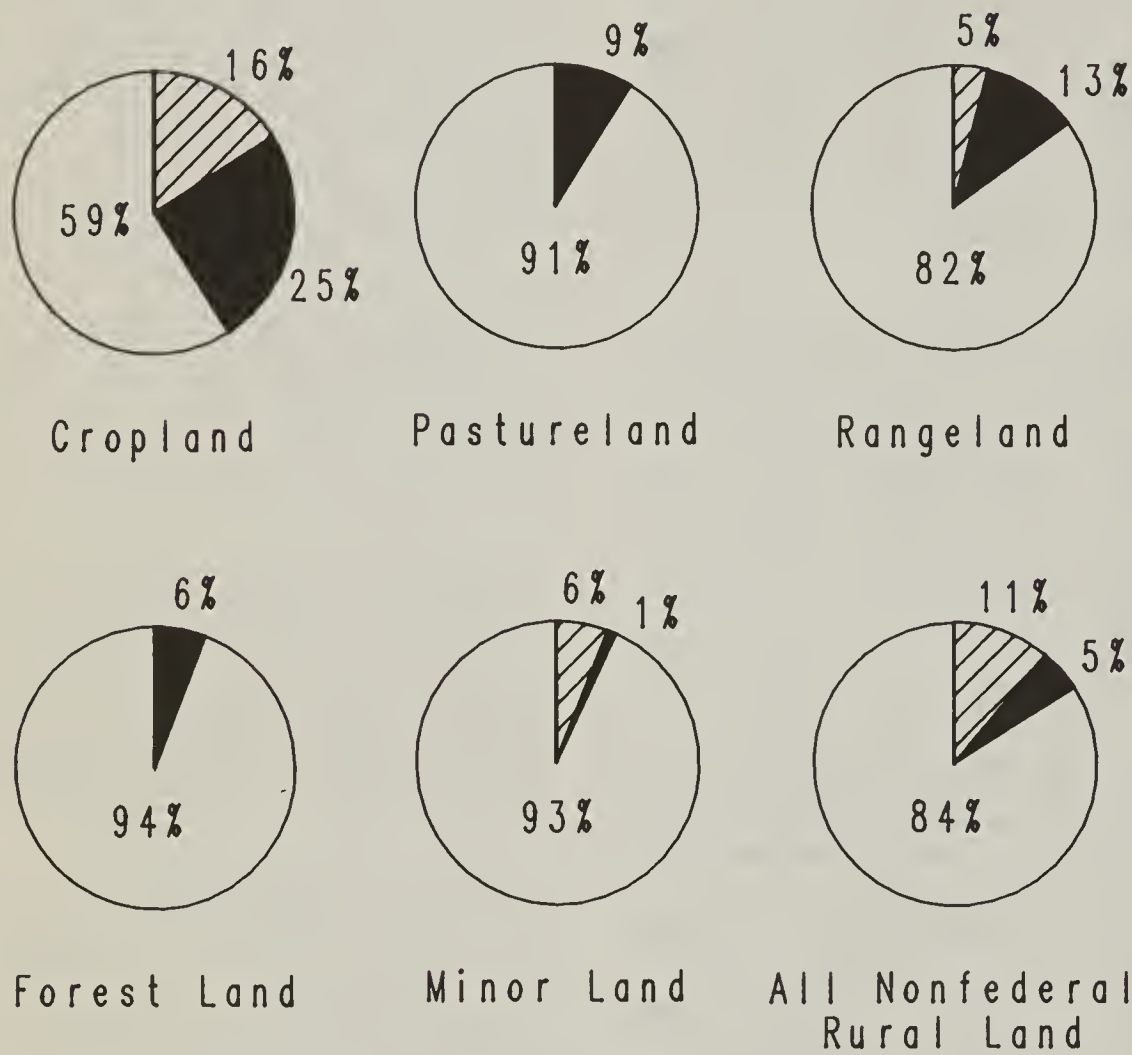 16%
59%
25%
Cropland
9%
91%
Pastureland
5%
13%
82%
Rangeland
6%
94%
Forest Land
6%
1%
93%
Minor Land
11%
5%
84%
All Nonfederal
Rural Land